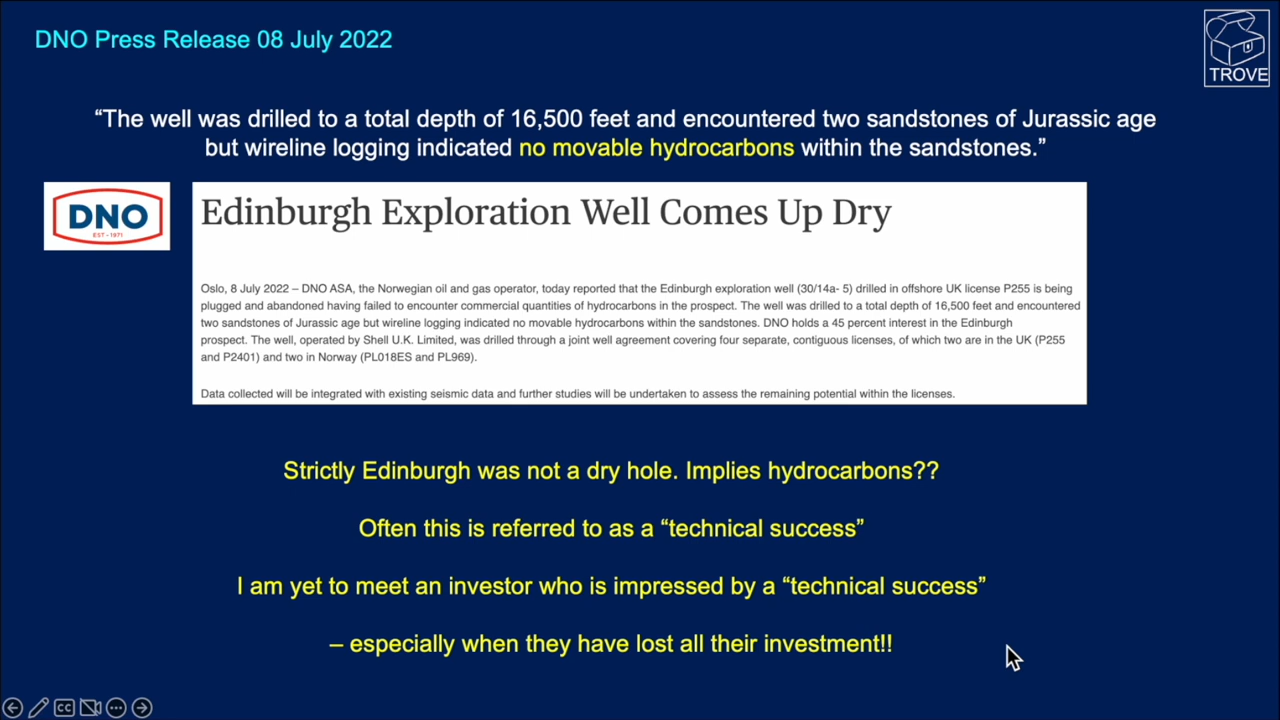 DNO Press Release 08 July 2022
TROVE
“The well was drilled to a total depth of 16,500 feet and encountered two sandstones of Jurassic age
but wireline logging indicated no movable hydrocarbons within the sandstones.”
DNO
EST • 1971
Edinburgh Exploration Well Comes Up Dry
Oslo, 8 July 2022 – DNO ASA, the Norwegian oil and gas operator, today reported that the Edinburgh exploration well (30/14a- 5) drilled in offshore UK license P255 is being
plugged and abandoned having failed to encounter commercial quantities of hydrocarbons in the prospect. The well was drilled to a total depth of 16,500 feet and encountered
two sandstones of Jurassic age but wireline logging indicated no movable hydrocarbons within the sandstones. DNO holds a 45 percent interest in the Edinburgh
prospect. The well, operated by Shell U.K. Limited, was drilled through a joint well agreement covering four separate, contiguous licenses, of which two are in the UK (P255
and P2401) and two in Norway (PL018ES and PL969).
Data collected will be integrated with existing seismic data and further studies will be undertaken to assess the remaining potential within the licenses.
Strictly Edinburgh was not a dry hole. Implies hydrocarbons??
Often this is referred to as a “technical success”
I am yet to meet an investor who is impressed by a “technical success”
– especially when they have lost all their investment!!
CC